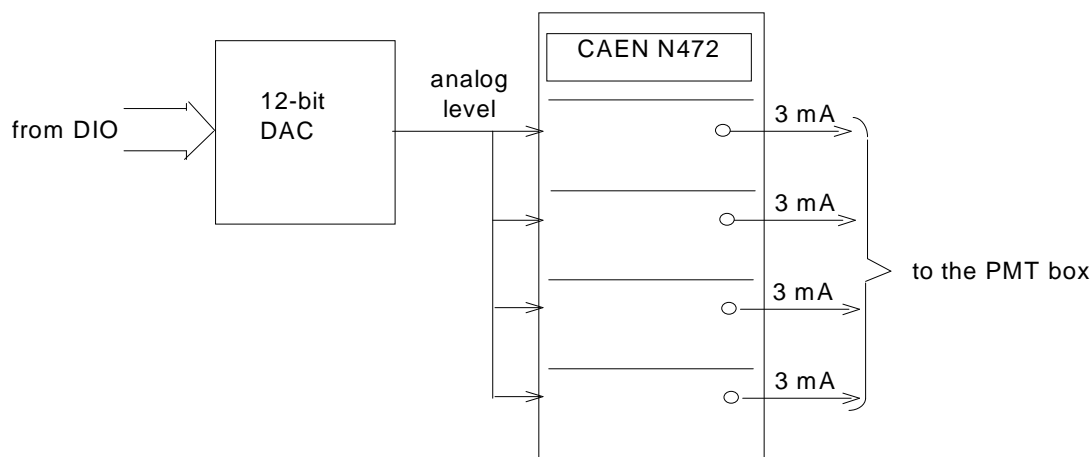 CAEN N472
12-bit
DAC
analog
level
from DIO
3 mA
3 mA
3 mA
3 mA
to the PMT box